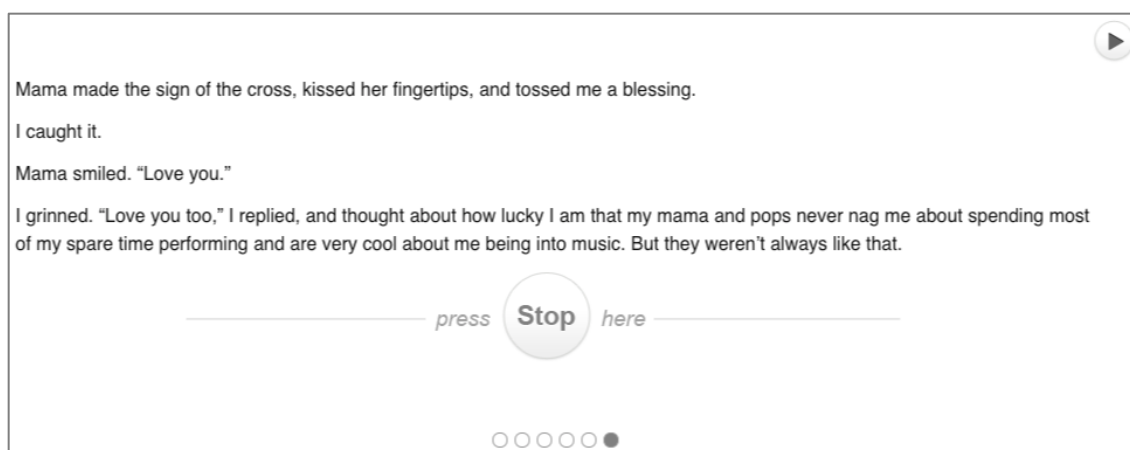 Mama made the sign of the cross, kissed her fingertips, and tossed me a blessing.
I caught it.
Mama smiled. “Love you.”
I grinned. “Love you too,” I replied, and thought about how lucky I am that my mama and pops never nag me about spending most
of my spare time performing and are very cool about me being into music. But they weren’t always like that.
press Stop here